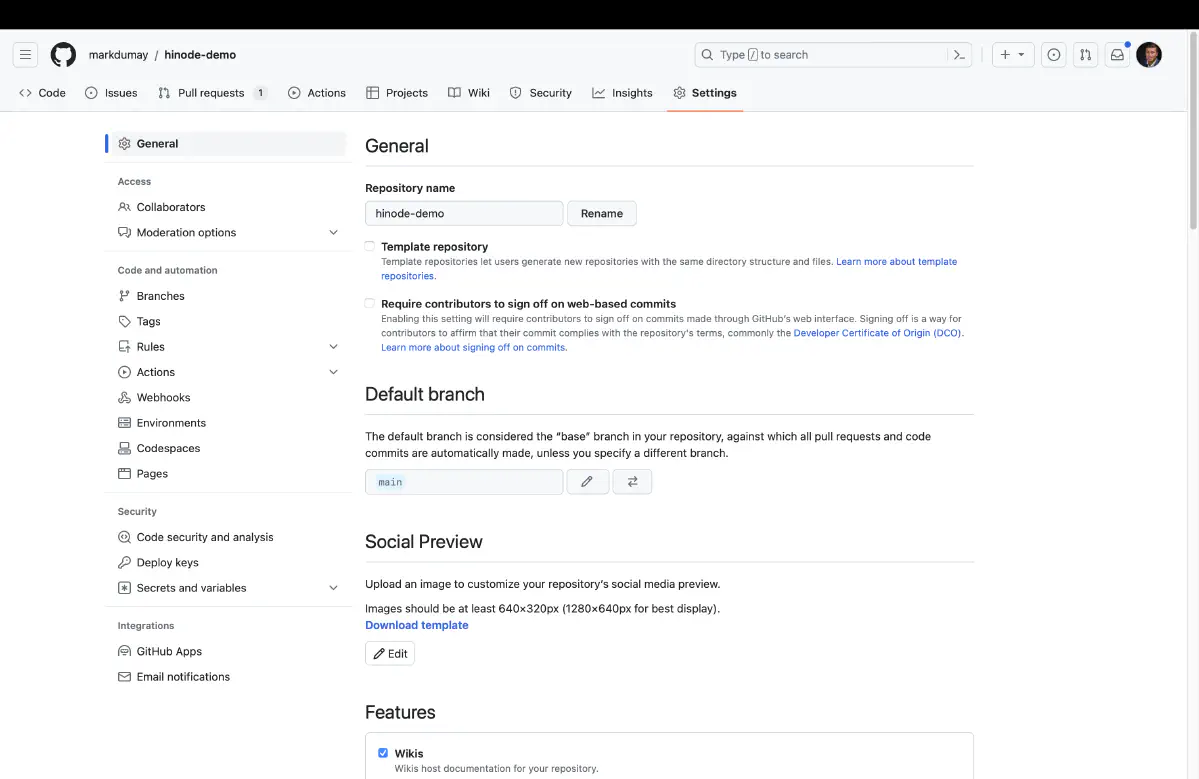 markdumay / hinode-demo
Type / to search
Code
Issues
Pull requests 1
Actions
Projects
Wiki
Security
Insights
Settings
General
Access
Collaborators
Moderation options
Code and automation
Branches
Tags
Rules
Actions
Webhooks
Environments
Codespaces
Pages
Security
Code security and analysis
Deploy keys
Secrets and variables
Integrations
GitHub Apps
Email notifications
General
Repository name
hinode-demo Rename
Template repository
Template repositories let users generate new repositories with the same directory structure and files. Learn more about template
repositories.
Require contributors to sign off on web-based commits
Enabling this setting will require contributors to sign off on commits made through GitHub's web interface. Signing off is a way for
contributors to affirm that their commit complies with the repository's terms, commonly the Developer Certificate of Origin (DCO).
Learn more about signing off on commits.
Default branch
The default branch is considered the “base” branch in your repository, against which all pull requests and code
commits are automatically made, unless you specify a different branch.
main
Social Preview
Upload an image to customize your repository's social media preview.
Images should be at least 640×320px (1280×640px for best display).
Download template
Edit
Features
Wikis
Wikis host documentation for your repository.